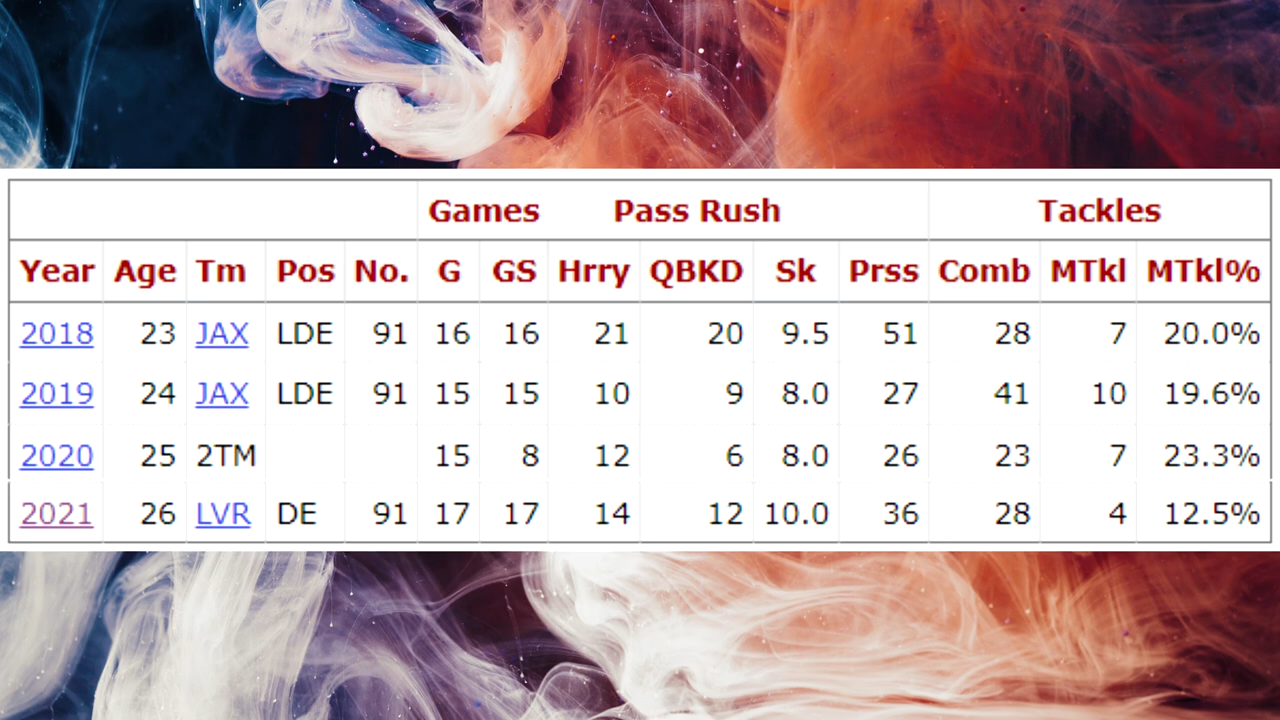 Games Pass Rush Tackles
Year Age Tm Pos No. G GS Hrry QBKD Sk Prss Comb MTkl MTkl%
2018 23 JAX LDE 91 16 16 21 20 9.5 51 28 7 20.0%
2019 24 JAX LDE 91 15 15 10 9 8.0 27 41 10 19.6%
2020 25 2TM 15 8 12 6 8.0 26 23 7 23.3%
2021 26 LVR DE 91 17 17 14 12 10.0 36 28 4 12.5%